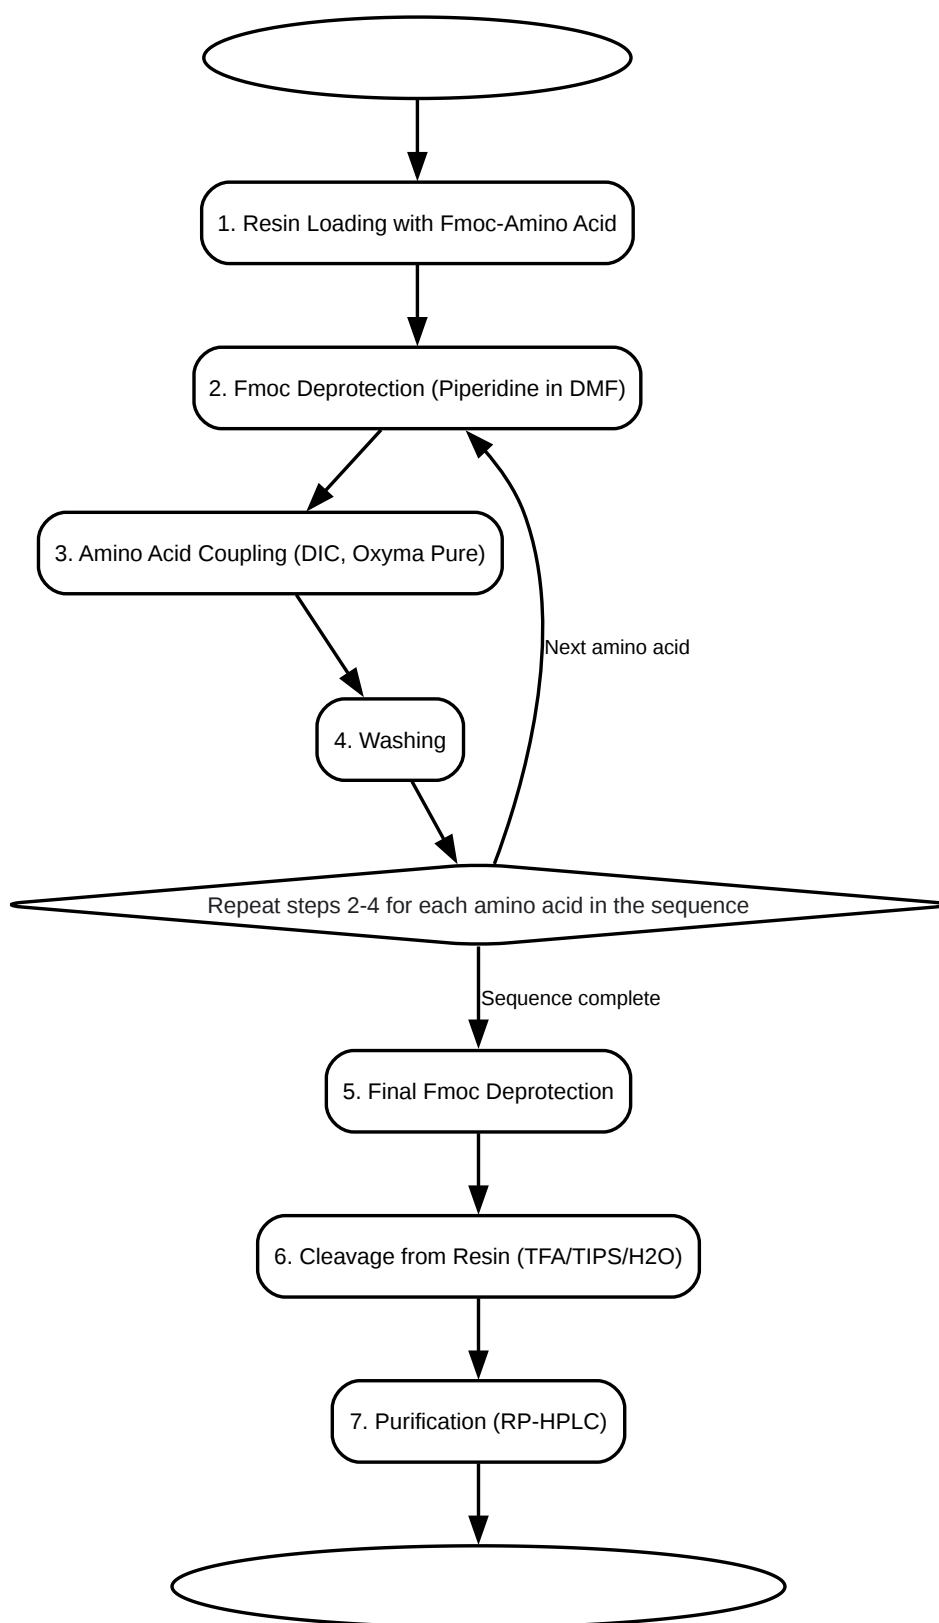 1. Resin Loading with Fmoc-Amino Acid
2. Fmoc Deprotection (Piperidine in DMF)
3. Amino Acid Coupling (DIC, Oxyma Pure)
Next amino acid
4. Washing
Repeat steps 2-4 for each amino acid in the sequence
Sequence complete
5. Final Fmoc Deprotection
6. Cleavage from Resin (TFA/TIPS/H2O)
7. Purification (RP-HPLC)